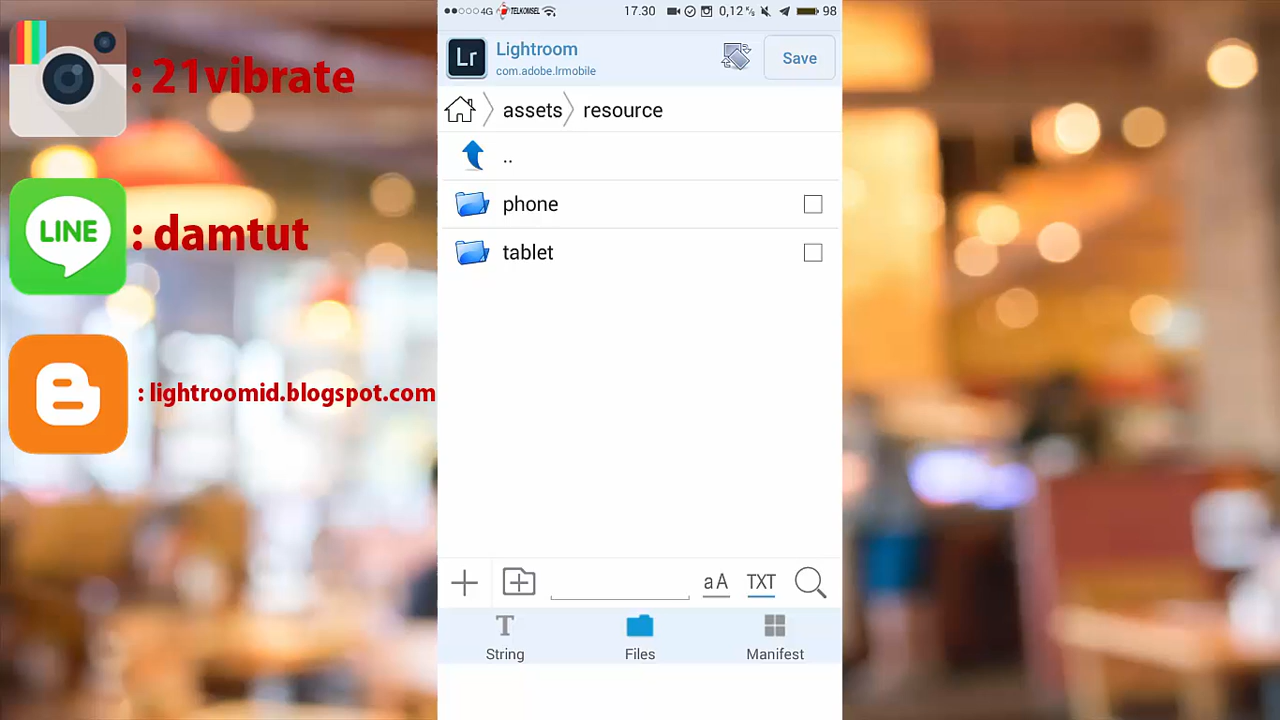 : 21vibrate
LINE
: damtut
: lightroomid.blogspot.com
4G TELKOMSEL 17.30 0,12 K/s 98
Lr Lightroom
com.adobe.lrmobile
Save
assets resource
..
phone
tablet
aA TXT
T
String Files Manifest